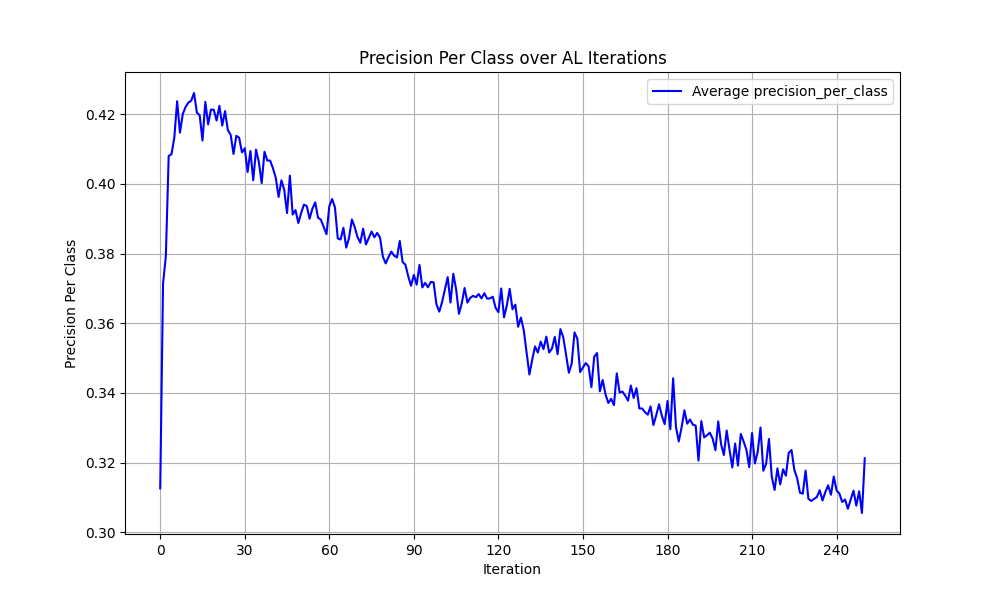 Precision Per Class over AL Iterations
Average precision_per_class
Precision Per Class
0.42
0.40
0.38
0.36
0.34
0.32
0.30
0 30 60 90 120 150 180 210 240
Iteration